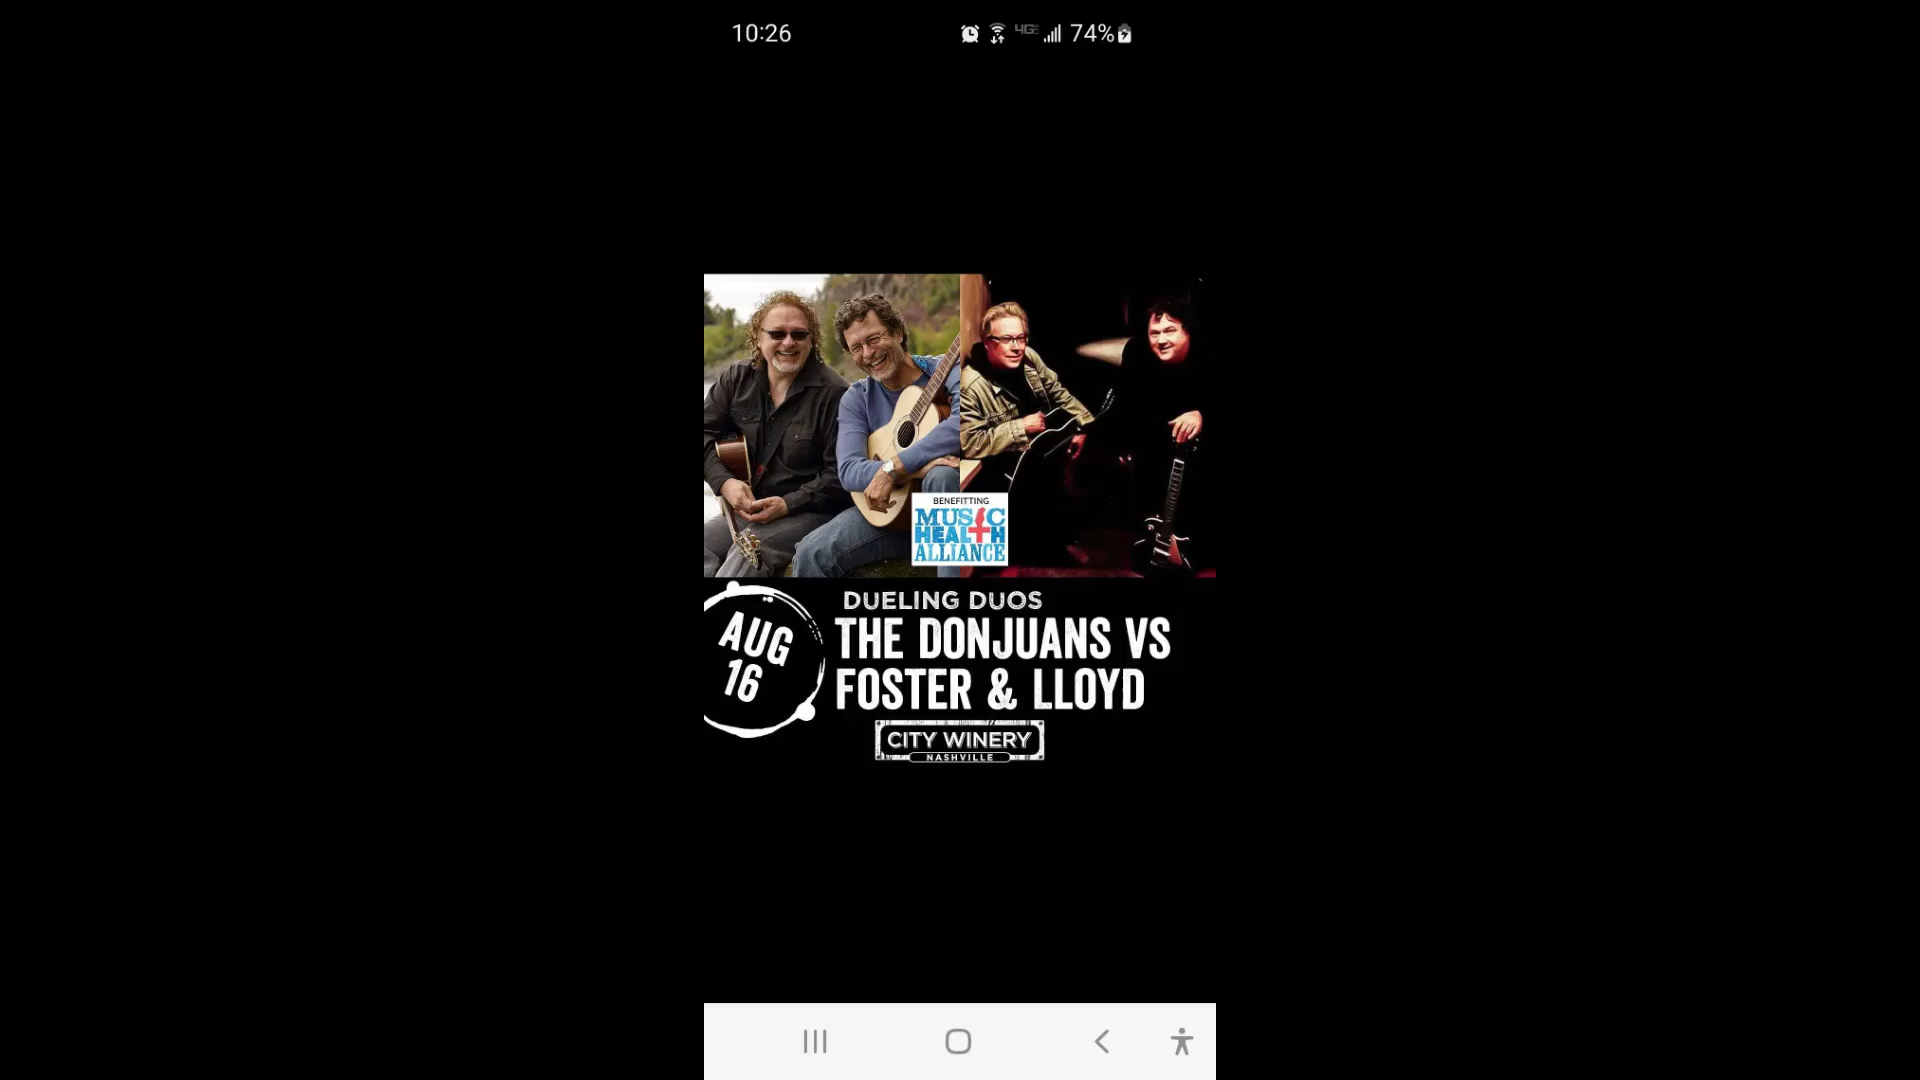 10:26
4G 74%
BENEFITTING
MUSIC
HEALTH
ALLIANCE
DUELING DUOS
AUG
16
THE DONJUANS VS
FOSTER & LLOYD
CITY WINERY
NASHVILLE